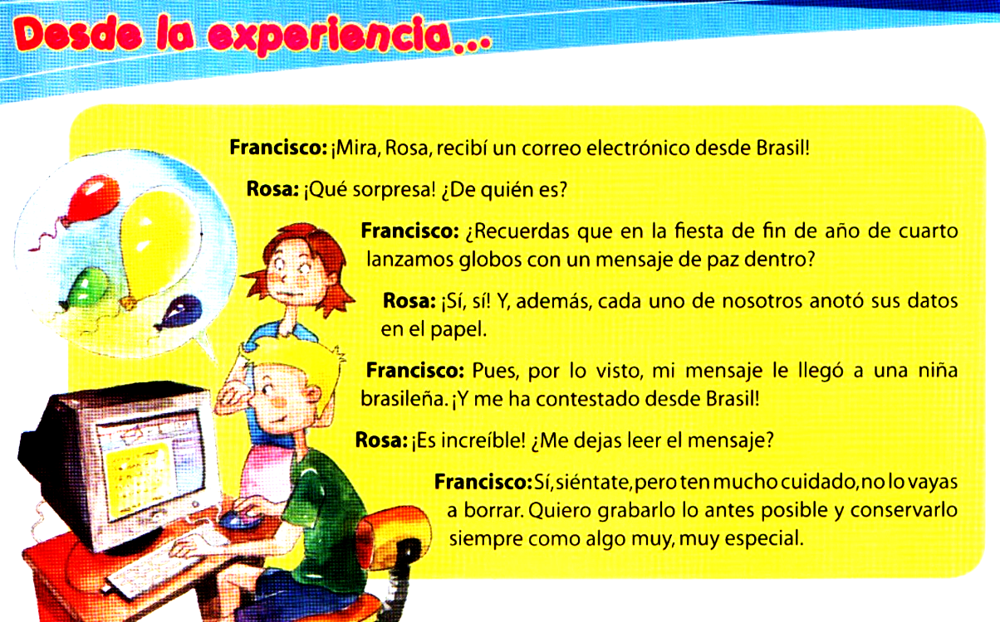 Desde la experiencia...
Francisco: ¡Mira, Rosa, recibí un correo electrónico desde Brasil!
Rosa: ¡Qué sorpresa! ¿De quién es?
Francisco: ¿Recuerdas que en la fiesta de fin de año de cuarto
lanzamos globos con un mensaje de paz dentro?
Rosa: ¡Sí, sí! Y, además, cada uno de nosotros anotó sus datos
en el papel.
Francisco: Pues, por lo visto, mi mensaje le llegó a una niña
brasileña. ¡Y me ha contestado desde Brasil!
Rosa: ¡Es increíble! ¿Me dejas leer el mensaje?
Francisco: Sí, siéntate, pero ten mucho cuidado, no lo vayas
a borrar. Quiero grabarlo lo antes posible y conservarlo
siempre como algo muy, muy especial.